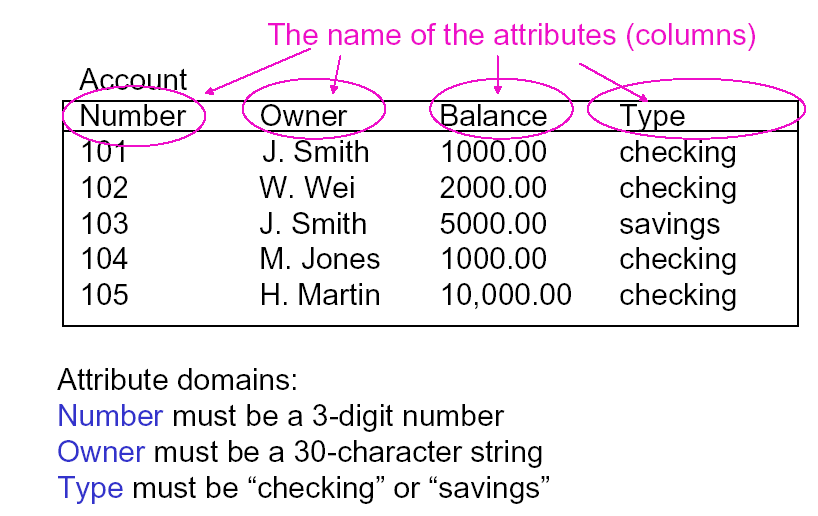 The name of the attributes (columns)
Account
Number Owner Balance Type
101 J. Smith 1000.00 checking
102 W. Wei 2000.00 checking
103 J. Smith 5000.00 savings
104 M. Jones 1000.00 checking
105 H. Martin 10,000.00 checking
Attribute domains:
Number must be a 3-digit number
Owner must be a 30-character string
Type must be “checking” or “savings”